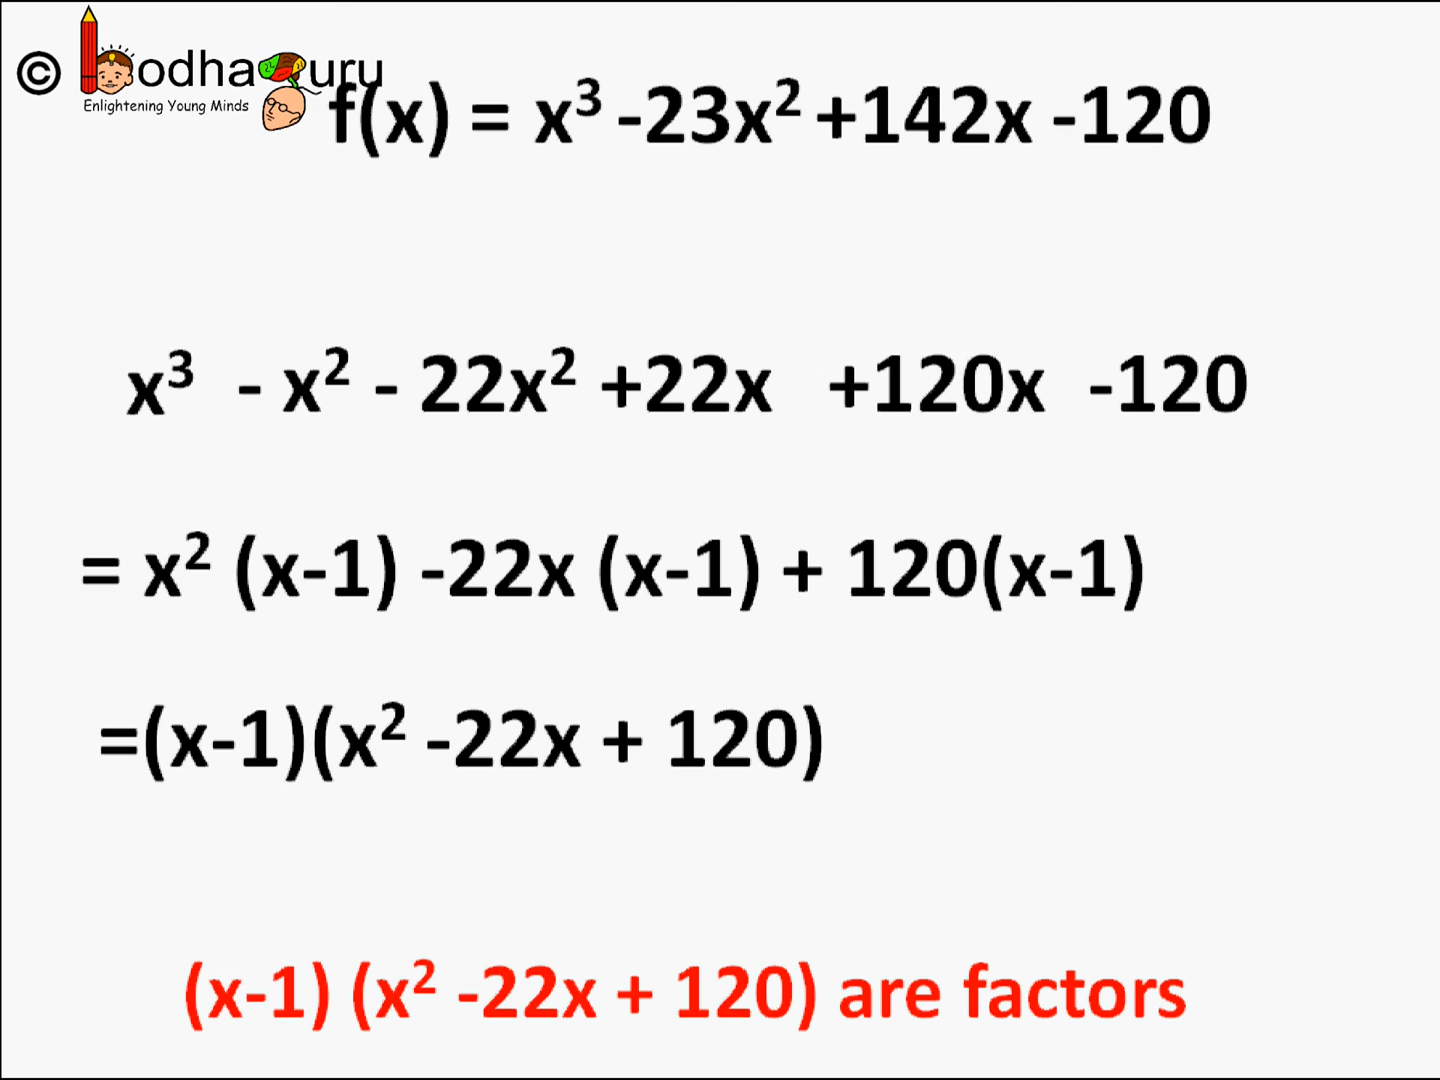 © bodhaguru
Enlightening Young Minds
f(x) = x³ -23x² +142x -120
x³ - x² - 22x² +22x +120x -120
= x² (x-1) -22x (x-1) + 120(x-1)
=(x-1)(x² -22x + 120)
(x-1) (x² -22x + 120) are factors